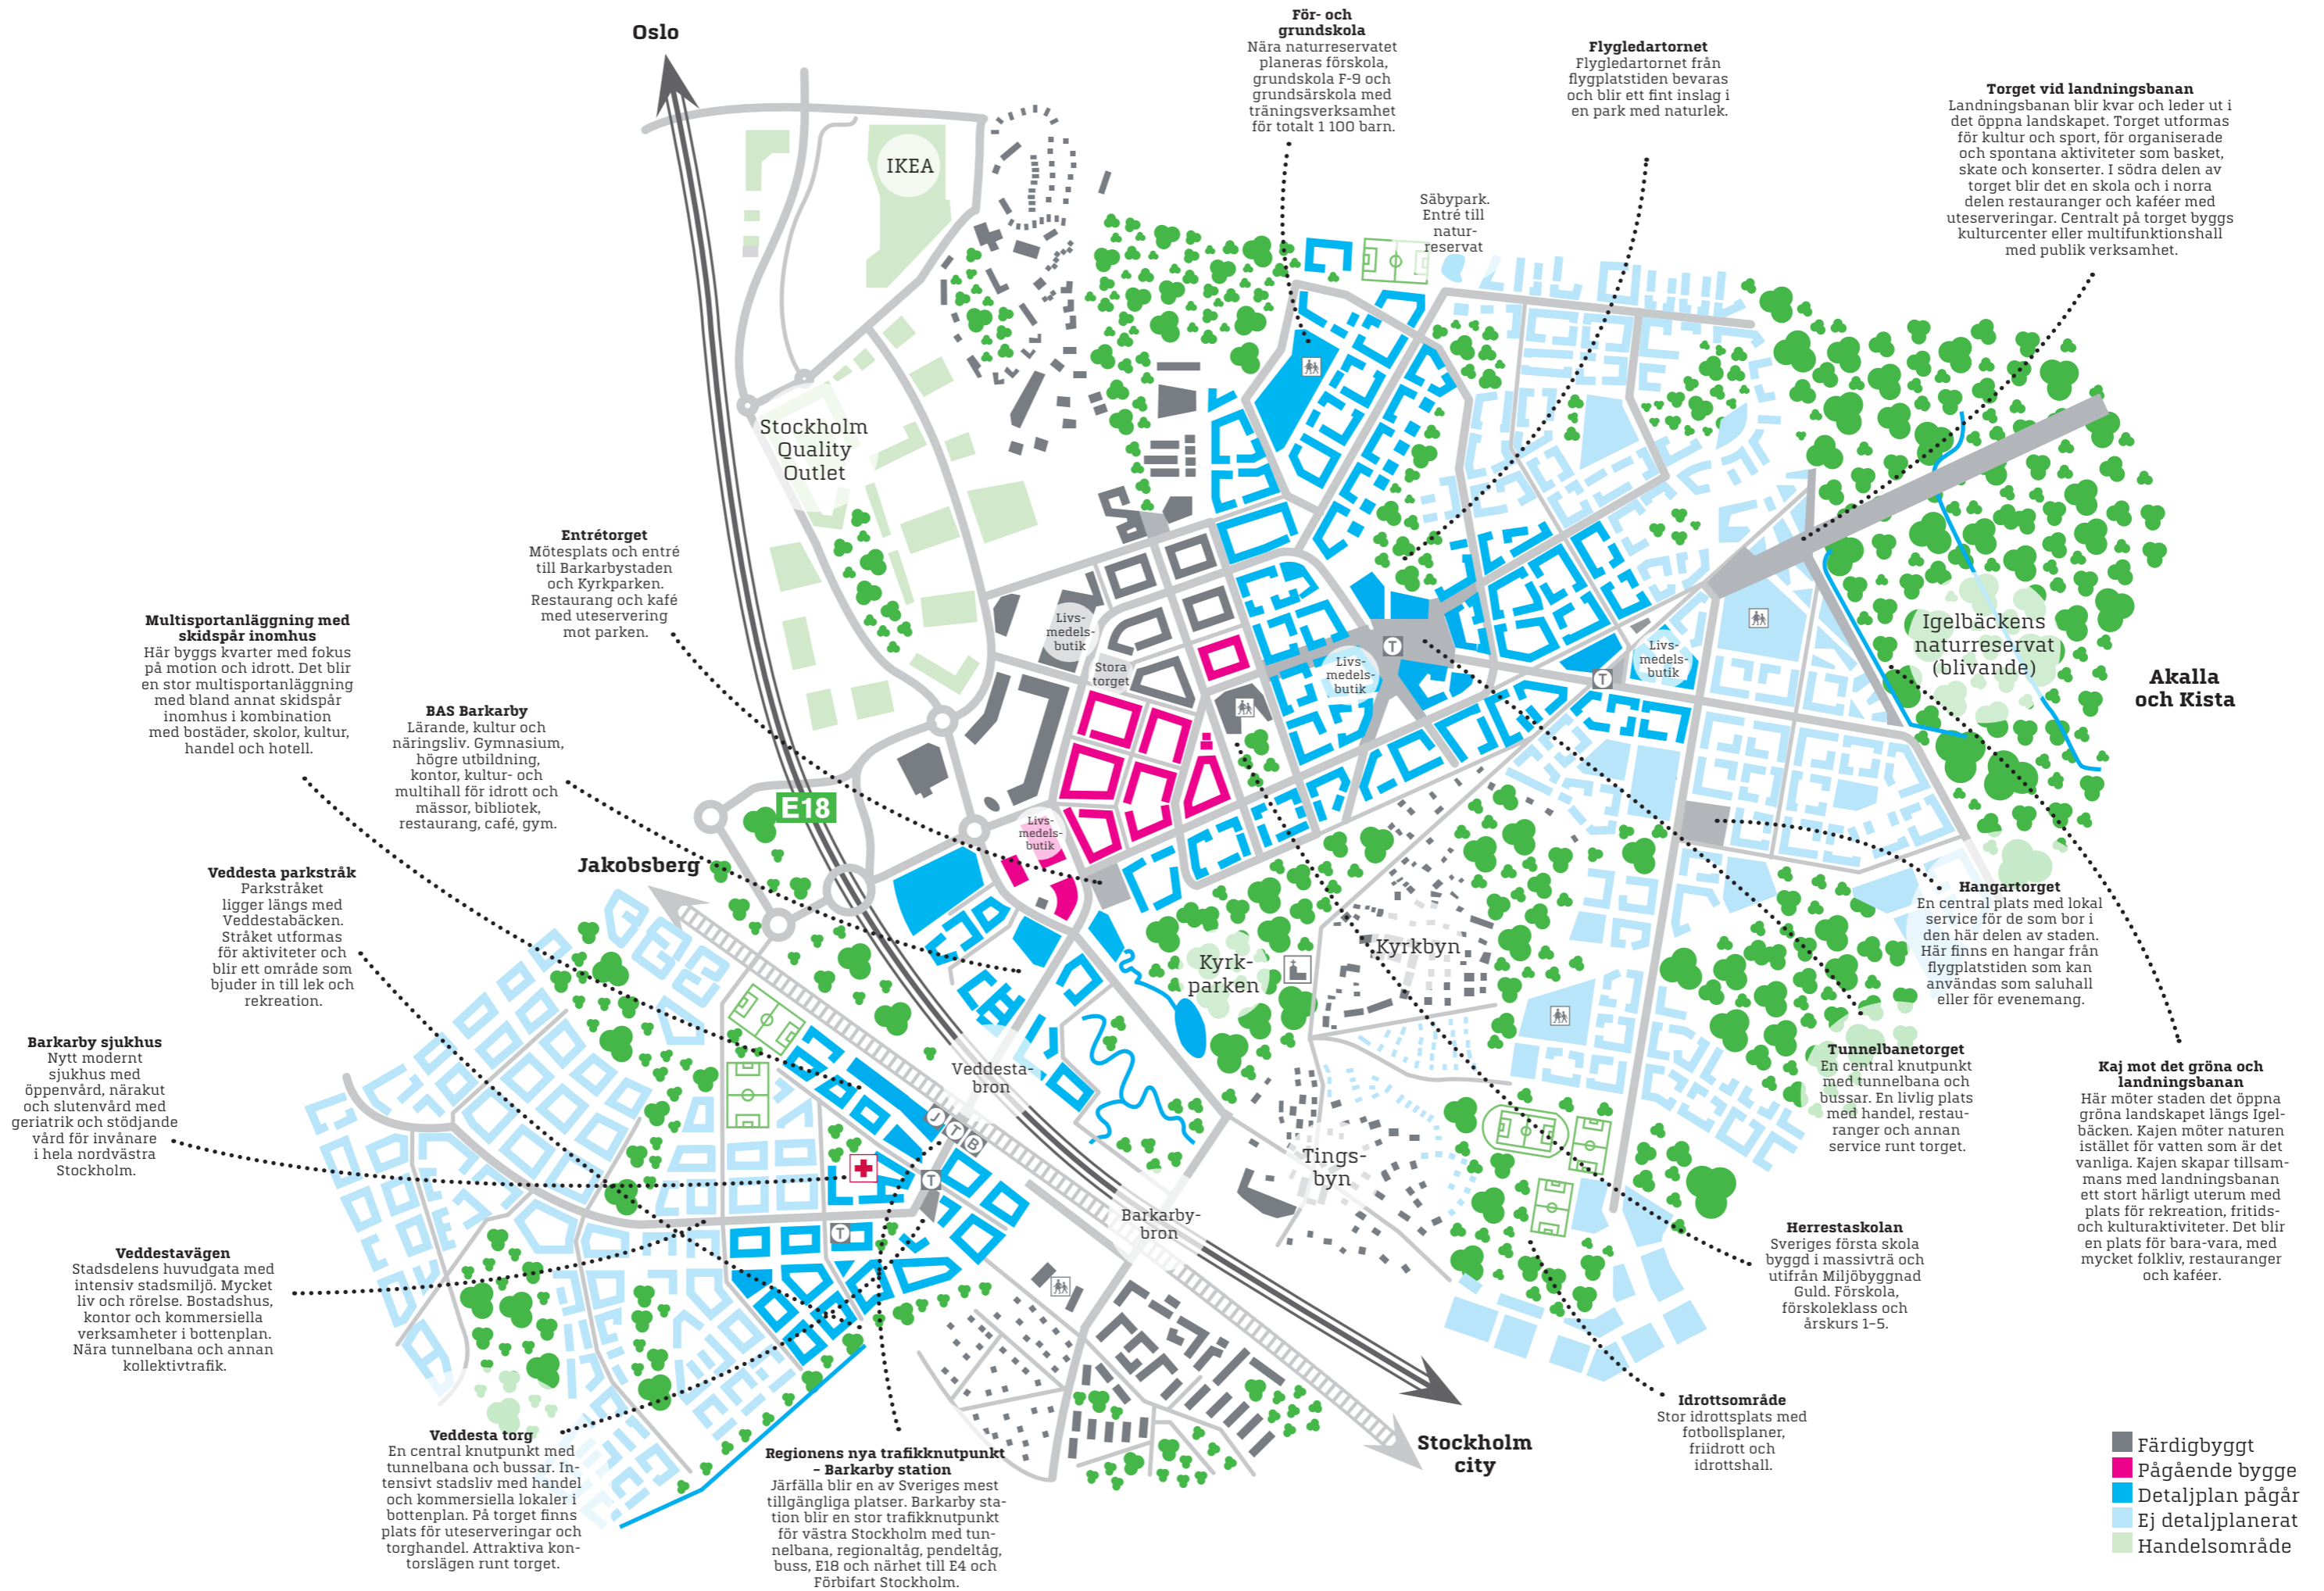 Oslo
För- och
grundskola
Nära naturreservatet
planeras förskola,
grundskola F-9 och
grundsärskola med
träningsverksamhet
för totalt 1 100 barn.
Flygledartornet
Flygledartornet från
flygplatstiden bevaras
och blir ett fint inslag i
en park med naturlek.
Torget vid landningsbanan
Landningsbanan blir kvar och leder ut i
det öppna landskapet. Torget utformas
för kultur och sport, för organiserade
och spontana aktiviteter som basket,
skate och konserter. I södra delen av
torget blir det en skola och i norra
delen restauranger och kaféer med
uteserveringar. Centralt på torget byggs
kulturcenter eller multifunktionshall
med publik verksamhet.
IKEA
Säbypark.
Entré till
natur-
reservat
Stockholm
Quality
Outlet
Entrétorget
Mötesplats och entré
till Barkarbystaden
och Kyrkparken.
Restaurang och kafé
med uteservering
mot parken.
Multisportanläggning med
skidspår inomhus
Här byggs kvarter med fokus
på motion och idrott. Det blir
en stor multisportanläggning
med bland annat skidspår
inomhus i kombination
med bostäder, skolor, kultur,
handel och hotell.
BAS Barkarby
Lärande, kultur och
näringsliv. Gymnasium,
högre utbildning,
kontor, kultur- och
multihall för idrott och
mässor, bibliotek,
restaurang, café, gym.
Livs-
medels-
butik
Stora
torget
T
Livs-
medels-
butik
Livs-
medels-
butik
T
Igelbäckens
naturreservat
(blivande)
Akalla
och Kista
E18
Livs-
medels-
butik
Jakobsberg
Veddesta parkstråk
Parkstråket
ligger längs med
Veddestabäcken.
Stråket utformas
för aktiviteter och
blir ett område som
bjuder in till lek och
rekreation.
Kyrk-
parken
Kyrkbyn
Hangartorget
En central plats med lokal
service för de som bor i
den här delen av staden.
Här finns en hangar från
flygplatstiden som kan
användas som saluhall
eller för evenemang.
Barkarby sjukhus
Nytt modernt
sjukhus med
öppenvård, närakut
och slutenvård med
geriatrik och stödjande
vård för invånare
i hela nordvästra
Stockholm.
Veddesta-
bron
J
T
B
T
T
Tunnelbanetorget
En central knutpunkt
med tunnelbana och
bussar. En livlig plats
med handel, restau-
ranger och annan
service runt torget.
Kaj mot det gröna och
landningsbanan
Här möter staden det öppna
gröna landskapet längs Igel-
bäcken. Kajen möter naturen
istället för vatten som är det
vanliga. Kajen skapar tillsam-
mans med landningsbanan
ett stort härligt uterum med
plats för rekreation, fritids-
och kulturaktiviteter. Det blir
en plats för bara-vara, med
mycket folkliv, restauranger
och kaféer.
Tings-
byn
Barkarby-
bron
Herrestaskolan
Sveriges första skola
byggd i massivträ och
utifrån Miljöbyggnad
Guld. Förskola,
förskoleklass och
årskurs 1–5.
Veddestavägen
Stadsdelens huvudgata med
intensiv stadsmiljö. Mycket
liv och rörelse. Bostadshus,
kontor och kommersiella
verksamheter i bottenplan.
Nära tunnelbana och annan
kollektivtrafik.
Idrottsområde
Stor idrottsplats med
fotbollsplaner,
friidrott och
idrottshall.
Veddesta torg
En central knutpunkt med
tunnelbana och bussar. In-
tensivt stadsliv med handel
och kommersiella lokaler i
bottenplan. På torget finns
plats för uteserveringar och
torghandel. Attraktiva kon-
torslägen runt torget.
Regionens nya trafikknutpunkt
– Barkarby station
Järfälla blir en av Sveriges mest
tillgängliga platser. Barkarby sta-
tion blir en stor trafikknutpunkt
för västra Stockholm med tun-
nelbana, regionaltåg, pendeltåg,
buss, E18 och närhet till E4 och
Förbifart Stockholm.
Stockholm
city
Färdigbyggt
Pågående bygge
Detaljplan pågår
Ej detaljplanerat
Handelsområde